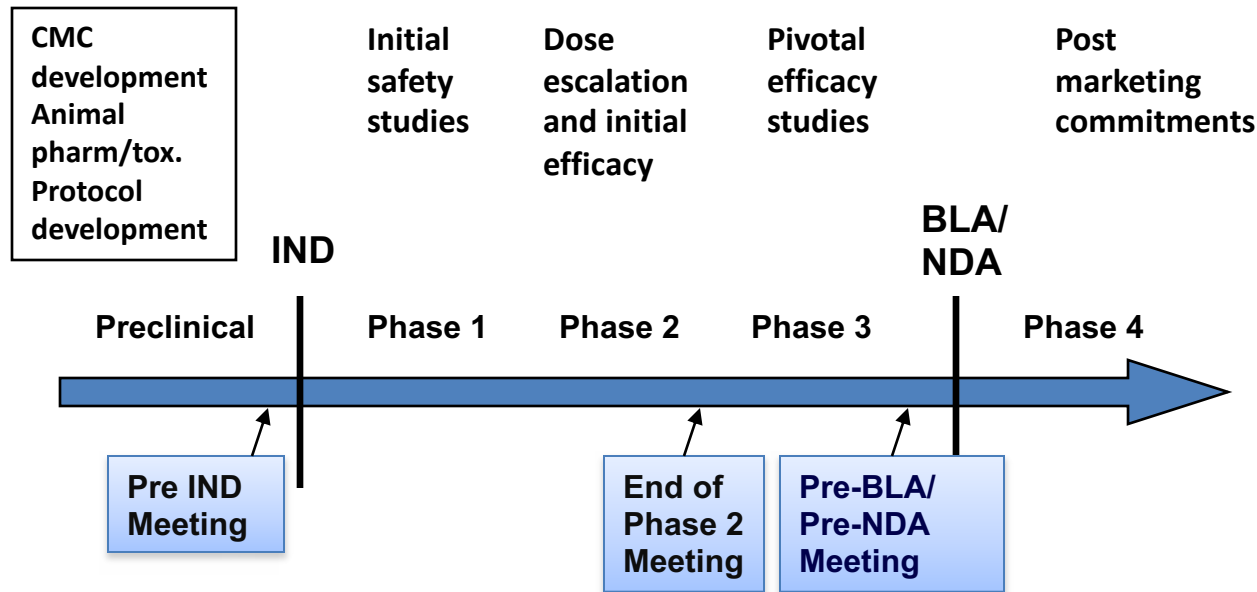 CMC
development
Animal
pharm/tox.
Protocol
development
Initial
safety
studies
Dose
escalation
and initial
efficacy
Pivotal
efficacy
studies
Post
marketing
commitments
IND
BLA/
NDA
Preclinical
Phase 1
Phase 2
Phase 3
Phase 4
Pre IND
Meeting
End of
Phase 2
Meeting
Pre-BLA/
Pre-NDA
Meeting